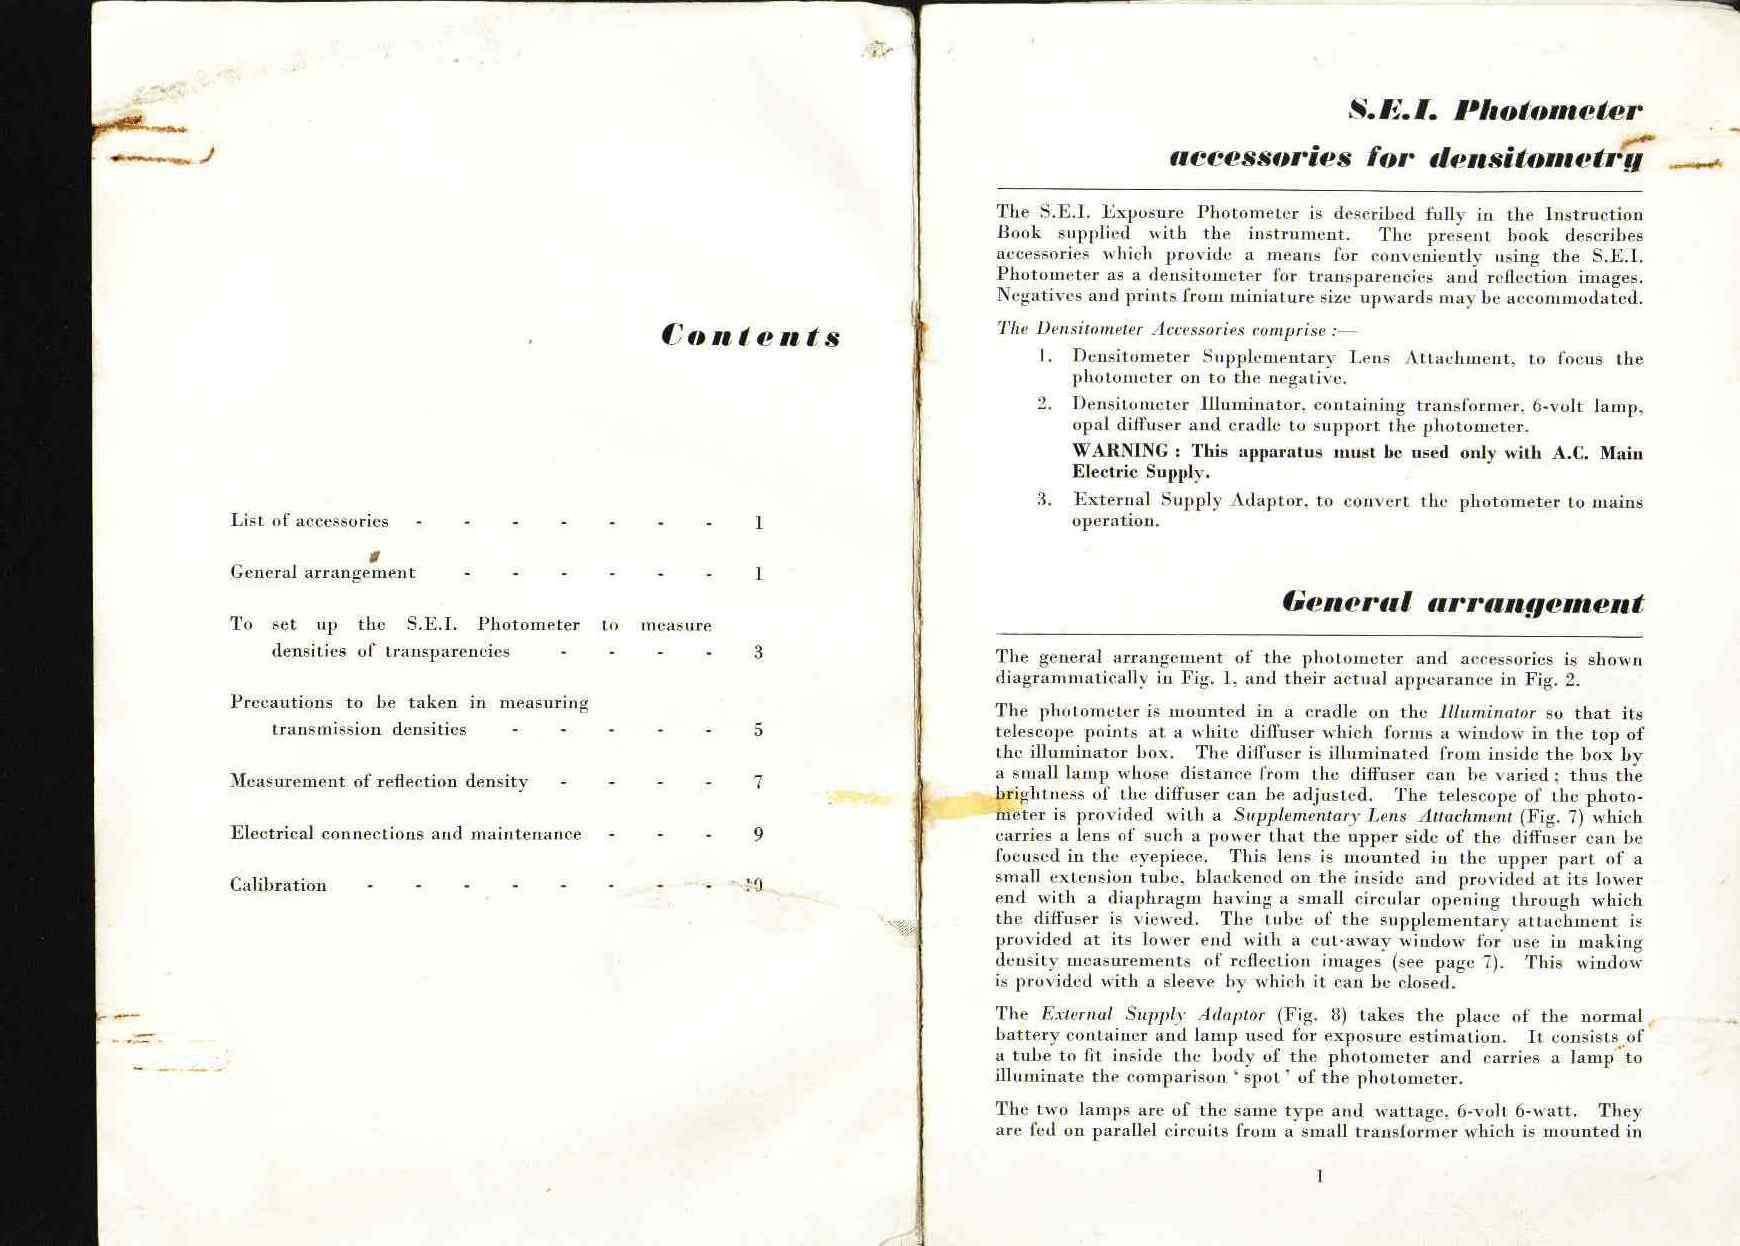 Contents
List of accessories - - - - - - - 1
General arrangement - - - - - - 1
To set up the S.E.I. Photometer to measure
densities of transparencies - - - - 3
Precautions to be taken in measuring
transmission densities - - - - - 5
Measurement of reflection density - - - - 7
Electrical connections and maintenance - - - 9
Calibration - - - - - - - - 10
S.E.I. Photometer
accessories for densitometry
The S.E.I. Exposure Photometer is described fully in the Instruction
Book supplied with the instrument. The present book describes
accessories which provide a means for conveniently using the S.E.I.
Photometer as a densitometer for transparencies and reflection images.
Negatives and prints from miniature size upwards may be accommodated.
The Densitometer Accessories comprise :—
1. Densitometer Supplementary Lens Attachment, to focus the
photometer on to the negative.
2. Densitometer Illuminator, containing transformer, 6-volt lamp,
opal diffuser and cradle to support the photometer.
WARNING : This apparatus must be used only with A.C. Main
Electric Supply.
3. External Supply Adaptor, to convert the photometer to mains
operation.
General arrangement
The general arrangement of the photometer and accessories is shown
diagrammatically in Fig. 1, and their actual appearance in Fig. 2.
The photometer is mounted in a cradle on the Illuminator so that its
telescope points at a white diffuser which forms a window in the top of
the illuminator box. The diffuser is illuminated from inside the box by
a small lamp whose distance from the diffuser can be varied ; thus the
brightness of the diffuser can be adjusted. The telescope of the photo-
meter is provided with a Supplementary Lens Attachment (Fig. 7) which
carries a lens of such a power that the upper side of the diffuser can be
focused in the eyepiece. This lens is mounted in the upper part of a
small extension tube, blackened on the inside and provided at its lower
end with a diaphragm having a small circular opening through which
the diffuser is viewed. The tube of the supplementary attachment is
provided at its lower end with a cut-away window for use in making
density measurements of reflection images (see page 7). This window
is provided with a sleeve by which it can be closed.
The External Supply Adaptor (Fig. 8) takes the place of the normal
battery container and lamp used for exposure estimation. It consists of
a tube to fit inside the body of the photometer and carries a lamp to
illuminate the comparison ‘ spot ’ of the photometer.
The two lamps are of the same type and wattage, 6-volt 6-watt. They
are fed on parallel circuits from a small transformer which is mounted in
1